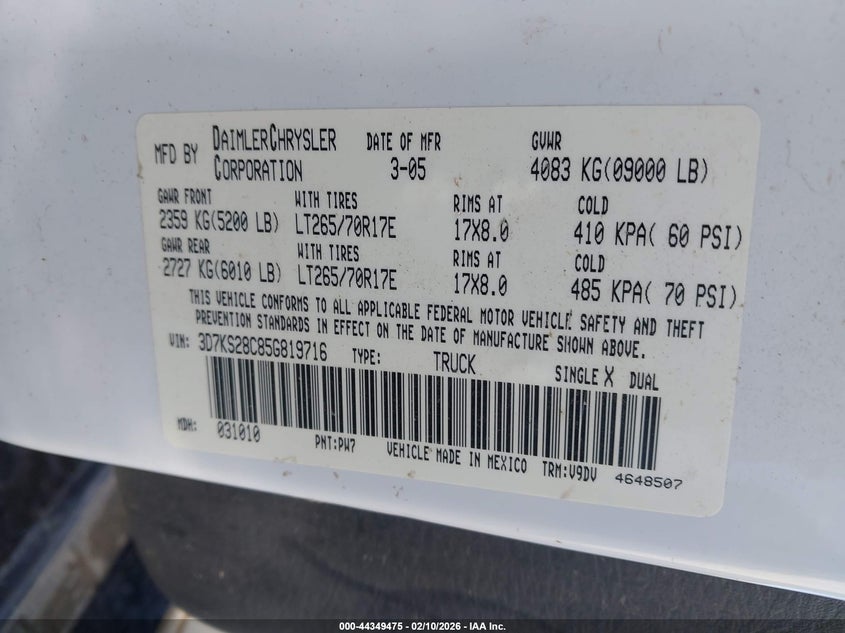 MFD BY DAIMLERCHRYSLER CORPORATION DATE OF MFR 3-05 GVWR 4083 KG(09000 LB)
GAWR FRONT WITH TIRES RIMS AT COLD
2359 KG(5200 LB) LT265/70R17E 17X8.0 410 KPA( 60 PSI)
GAWR REAR WITH TIRES RIMS AT COLD
2727 KG(6010 LB) LT265/70R17E 17X8.0 485 KPA( 70 PSI)
THIS VEHICLE CONFORMS TO ALL APPLICABLE FEDERAL MOTOR VEHICLE SAFETY AND THEFT
PREVENTION STANDARDS IN EFFECT ON THE DATE OF MANUFACTURE SHOWN ABOVE.
VIN: 3D7KS28C85G819716 TYPE: TRUCK SINGLE X DUAL
MDH: 031010 PNT:PW7 VEHICLE MADE IN MEXICO TRM:V9DV 4648507
000-44349475 — 02/10/2026 — IAA Inc.